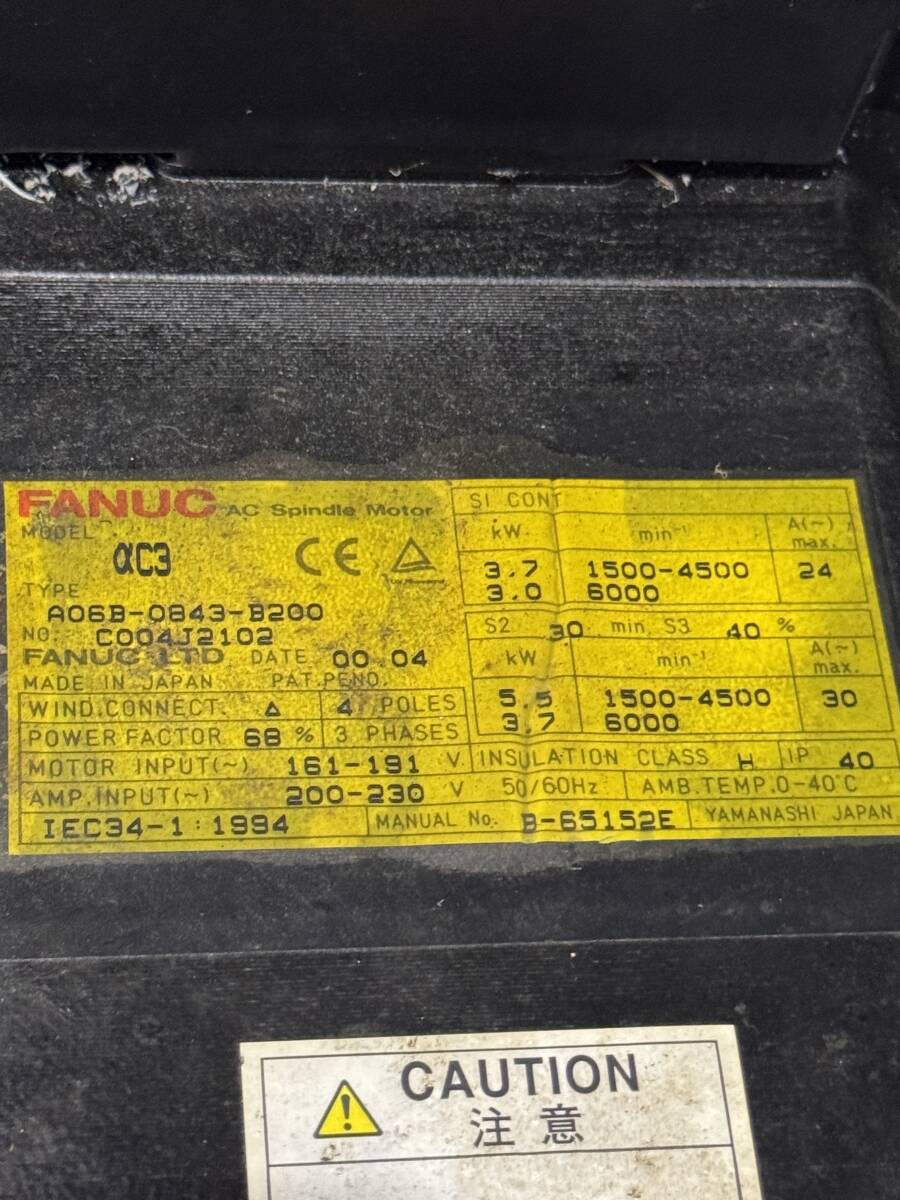 FANUC AC Spindle Motor
MODEL
αC3
CE
TYPE
A06B-0843-B200
NO. C004J2102
FANUC LTD DATE 00.04
MADE IN JAPAN PAT.PEND.
WIND.CONNECT. △ 4 POLES
POWER FACTOR 68 % 3 PHASES
MOTOR INPUT(~) 161-191 V
AMP.INPUT(~) 200-230 V 50/60Hz AMB.TEMP.0-40°C
IEC34-1:1994 MANUAL No. B-65152E YAMANASHI JAPAN
S1 CONT
kW min⁻¹ A(~) max.
3.7 1500-4500 24
3.0 6000
S2 30 min S3 40 %
kW min⁻¹ A(~) max.
5.5 1500-4500 30
3.7 6000
INSULATION CLASS H IP 40
CAUTION
注意